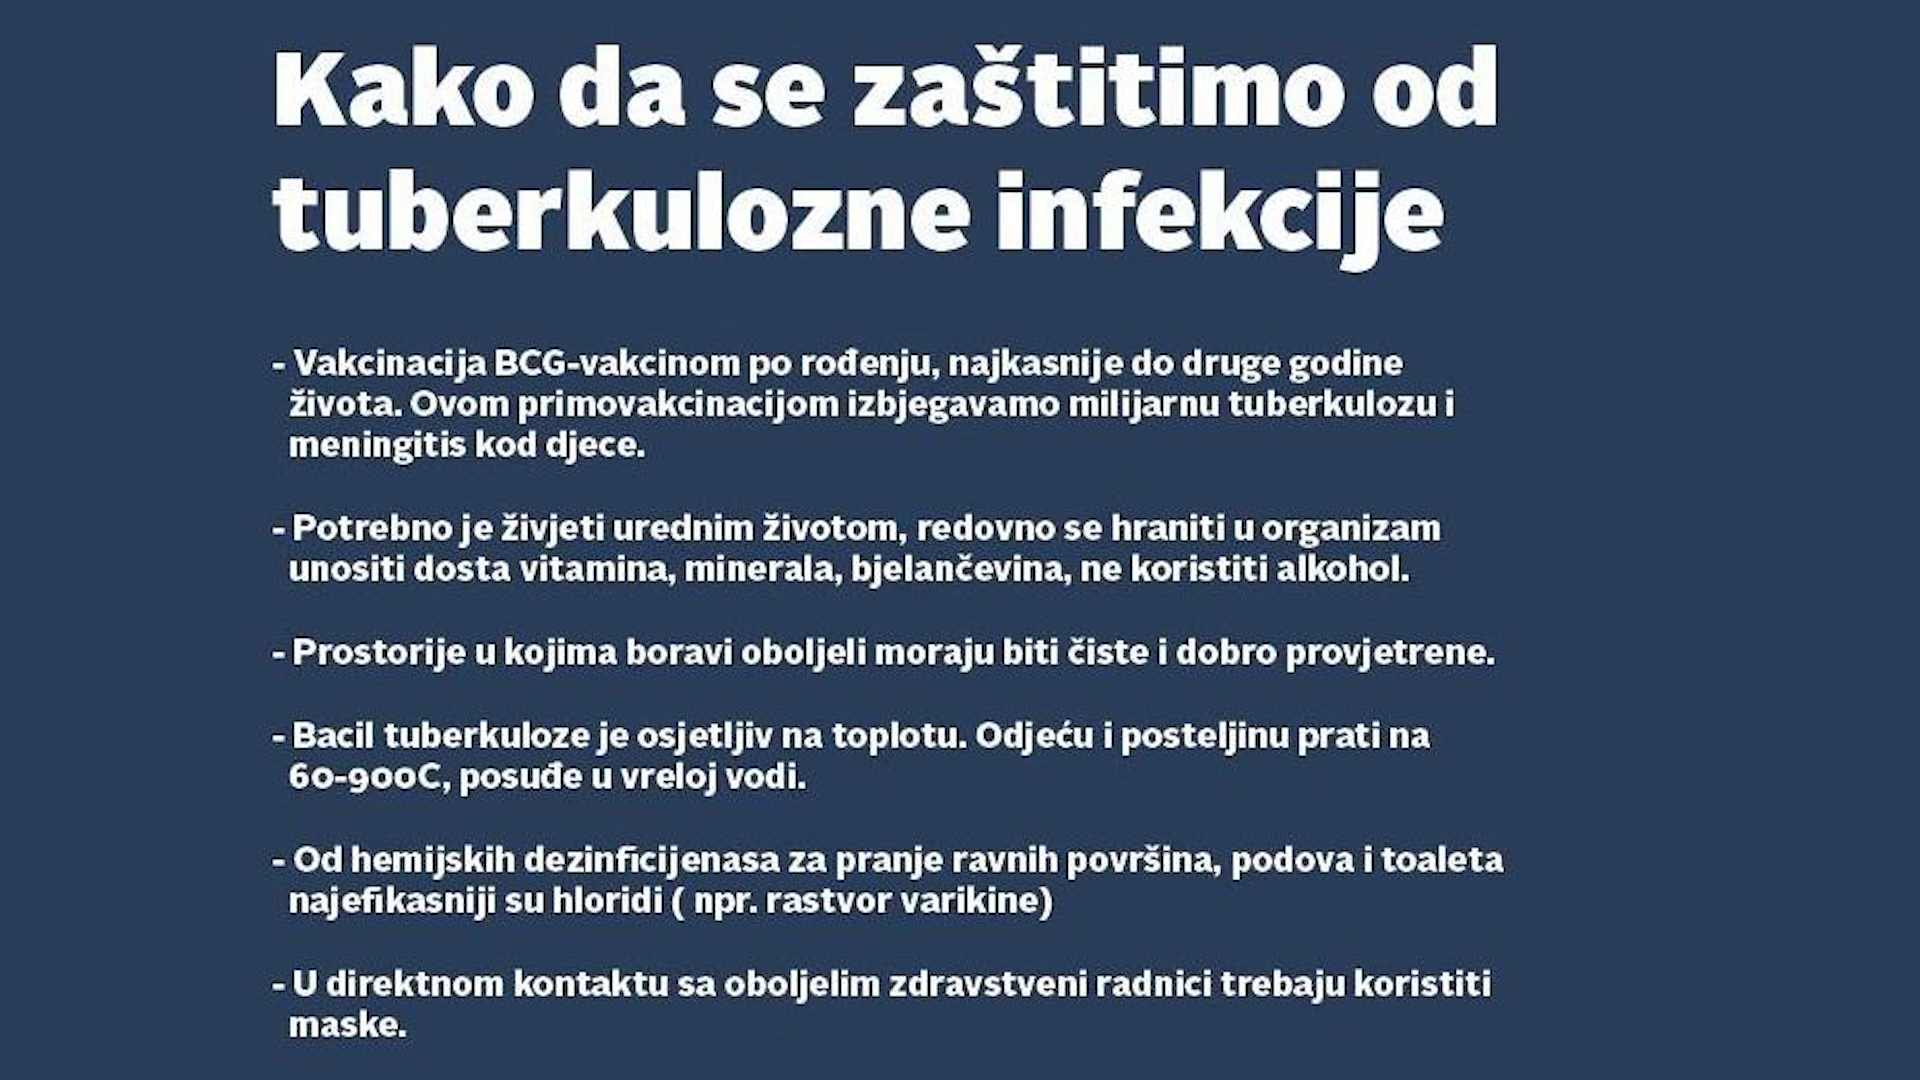 Kako da se zaštitimo od
tuberkulozne infekcije
- Vakcinacija BCG-vakcinom po rođenju, najkasnije do druge godine
života. Ovom primovakcinacijom izbjegavamo milijarnu tuberkulozu i
meningitis kod djece.
- Potrebno je živjeti urednim životom, redovno se hraniti u organizam
unositi dosta vitamina, minerala, bjelančevina, ne koristiti alkohol.
- Prostorije u kojima boravi oboljeli moraju biti čiste i dobro provjetrene.
- Bacil tuberkuloze je osjetljiv na toplotu. Odjeću i posteljinu prati na
60-900C, posuđe u vreloj vodi.
- Od hemijskih dezinficijenasa za pranje ravnih površina, podova i toaleta
najefikasniji su hloridi ( npr. rastvor varikine)
- U direktnom kontaktu sa oboljelim zdravstveni radnici trebaju koristiti
maske.